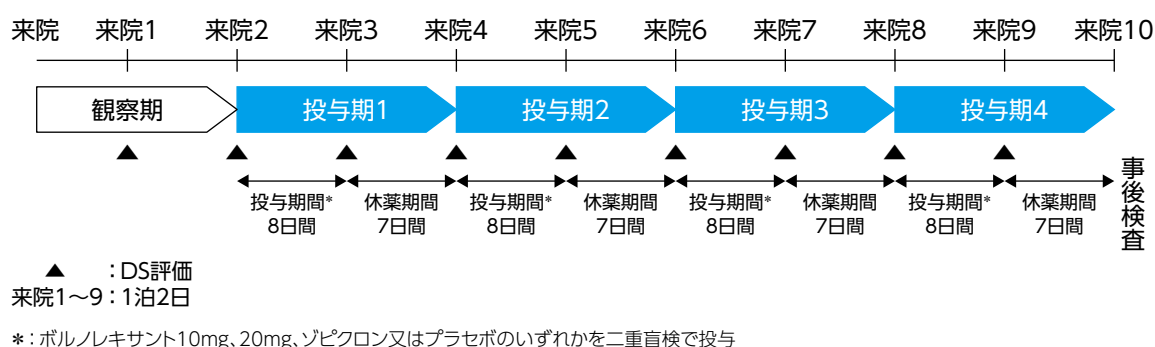 来院 来院1 来院2 来院3 来院4 来院5 来院6 来院7 来院8 来院9 来院10
観察期 投与期1 投与期2 投与期3 投与期4
投与期間* 休薬期間 投与期間* 休薬期間 投与期間* 休薬期間 投与期間* 休薬期間
8日間 7日間 8日間 7日間 8日間 7日間 8日間 7日間
事後検査
▲ :DS評価
来院1~9:1泊2日
*:ボルノレキサント10mg、20mg、ゾピクロン又はプラセボのいずれかを二重盲検で投与